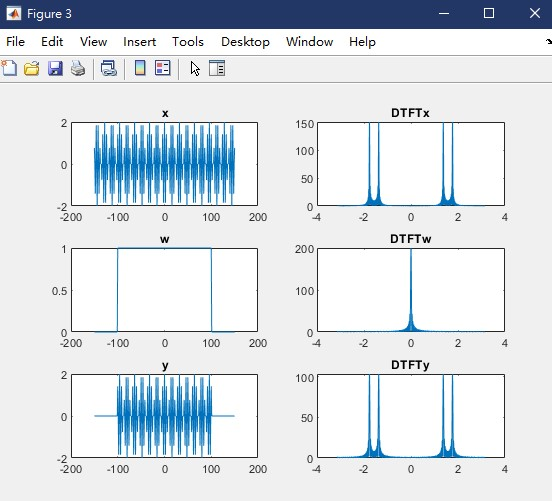 Figure 3
File Edit View Insert Tools Desktop Window Help
x
2
0
-2
-200 -100 0 100 200
DTFTx
150
100
50
0
-4 -2 0 2 4
w
1
0.5
0
-200 -100 0 100 200
DTFTw
200
100
0
-4 -2 0 2 4
y
2
0
-2
-200 -100 0 100 200
DTFTy
100
50
0
-4 -2 0 2 4